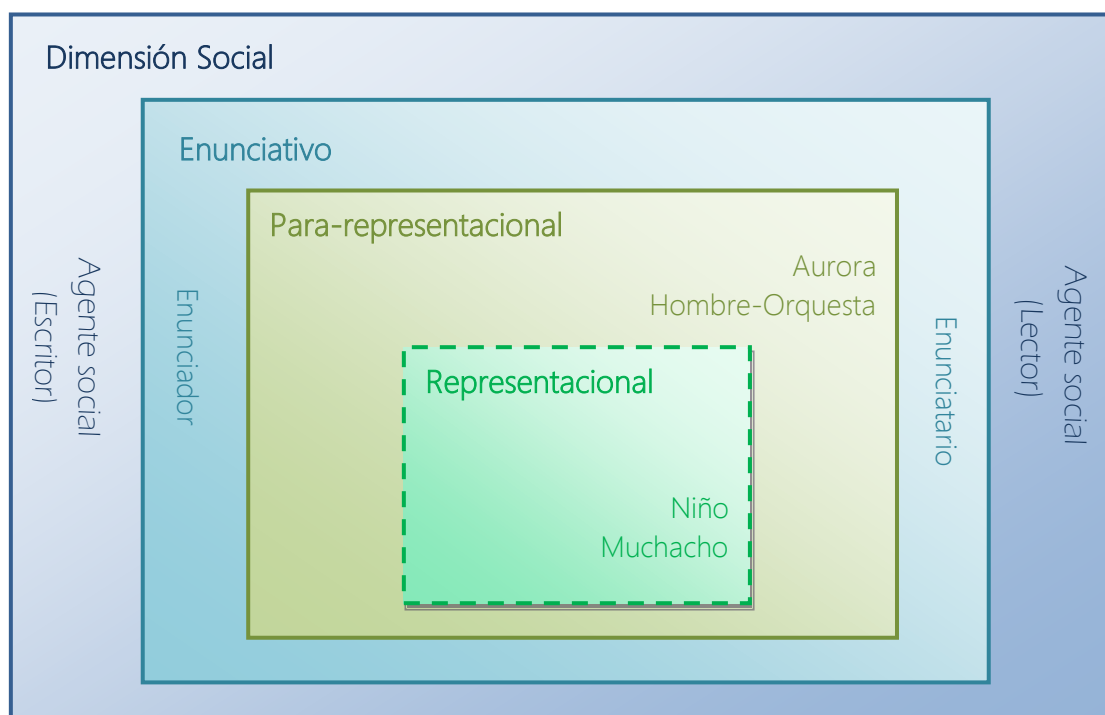 Dimensión Social
Enunciativo
Para-representacional
Aurora
Hombre-Orquesta
Representacional
Niño
Muchacho
Agente social
(Escritor)
Enunciador
Enunciatario
Agente social
(Lector)